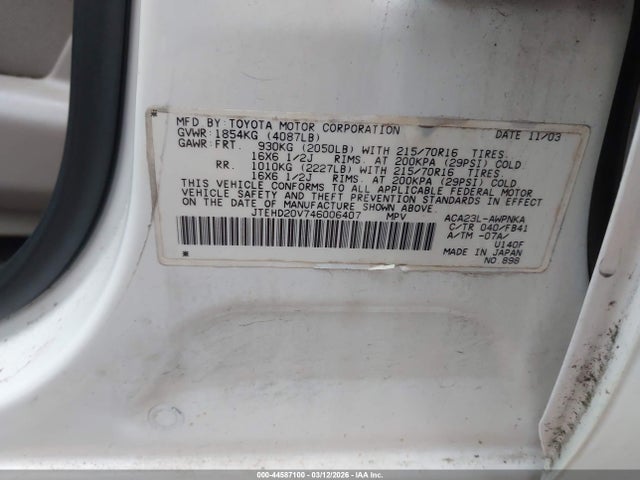 MFD BY: TOYOTA MOTOR CORPORATION DATE 11/03
GVWR: 1854KG (4087LB)
GAWR: FRT. 930KG (2050LB) WITH 215/70R16 TIRES,
16X6 1/2J RIMS, AT 200KPA (29PSI) COLD
RR. 1010KG (2227LB) WITH 215/70R16 TIRES,
16X6 1/2J RIMS, AT 200KPA (29PSI) COLD
THIS VEHICLE CONFORMS TO ALL APPLICABLE FEDERAL MOTOR
VEHICLE SAFETY AND THEFT PREVENTION STANDARDS IN EFFECT
ON THE DATE OF MANUFACTURE SHOWN ABOVE.
JTEHD20V746006407 MPV ACA23L-AWPNKA
C/TR 040/FB41
A/TM -07A/
U140F
MADE IN JAPAN
NO.898
000-44587100 - 03/12/2026 - IAAI.COM